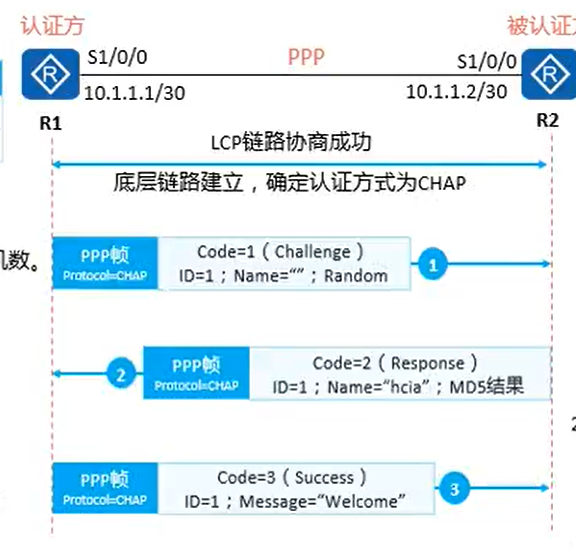 认证方
被认证方
S1/0/0
PPP
S1/0/0
10.1.1.1/30
10.1.1.2/30
R
R
R1
R2
LCP链路协商成功
底层链路建立，确定认证方式为CHAP
机数。
PPP帧
Protocol=CHAP
Code=1（Challenge）
ID=1；Name=“”；Random
1
2
PPP帧
Protocol=CHAP
Code=2（Response）
ID=1；Name=“hcia”；MD5结果
2
PPP帧
Protocol=CHAP
Code=3（Success）
ID=1；Message=“Welcome”
3